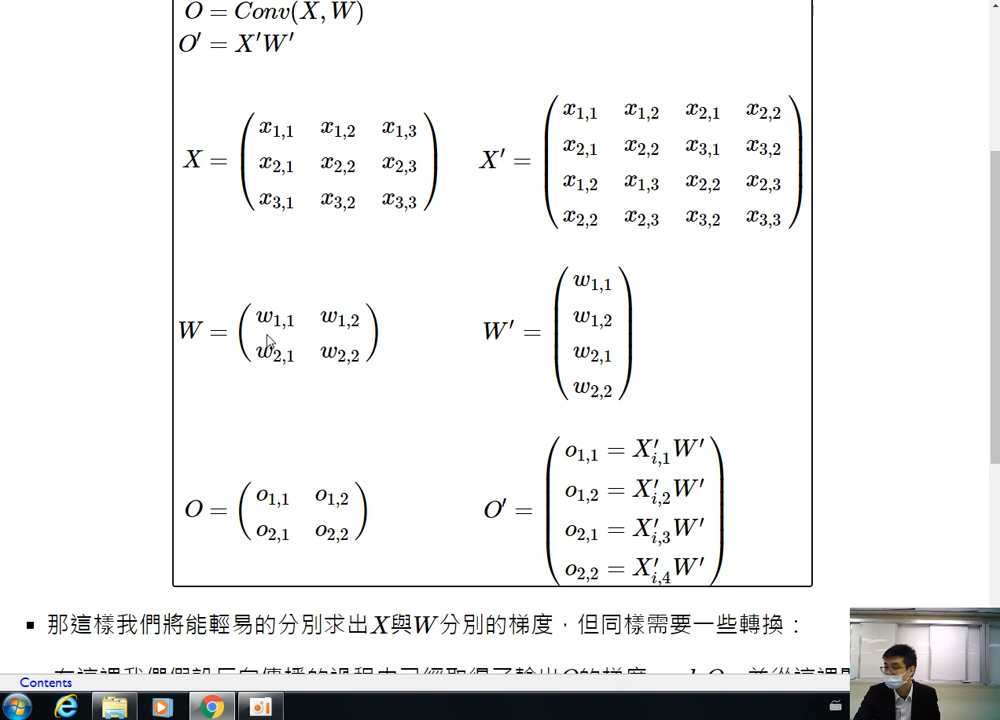 O = Conv(X, W)
O′ = X′W′
X = ( x1,1 x1,2 x1,3
x2,1 x2,2 x2,3
x3,1 x3,2 x3,3 )
X′ = ( x1,1 x1,2 x2,1 x2,2
x2,1 x2,2 x3,1 x3,2
x1,2 x1,3 x2,2 x2,3
x2,2 x2,3 x3,2 x3,3 )
W = ( w1,1 w1,2
w2,1 w2,2 )
W′ = ( w1,1
w1,2
w2,1
w2,2 )
O = ( o1,1 o1,2
o2,1 o2,2 )
O′ = ( o1,1 = X′i,1W′
o1,2 = X′i,2W′
o2,1 = X′i,3W′
o2,2 = X′i,4W′ )
▪ 那這樣我們將能輕易的分別求出X與W分別的梯度，但同樣需要一些轉換：
Contents